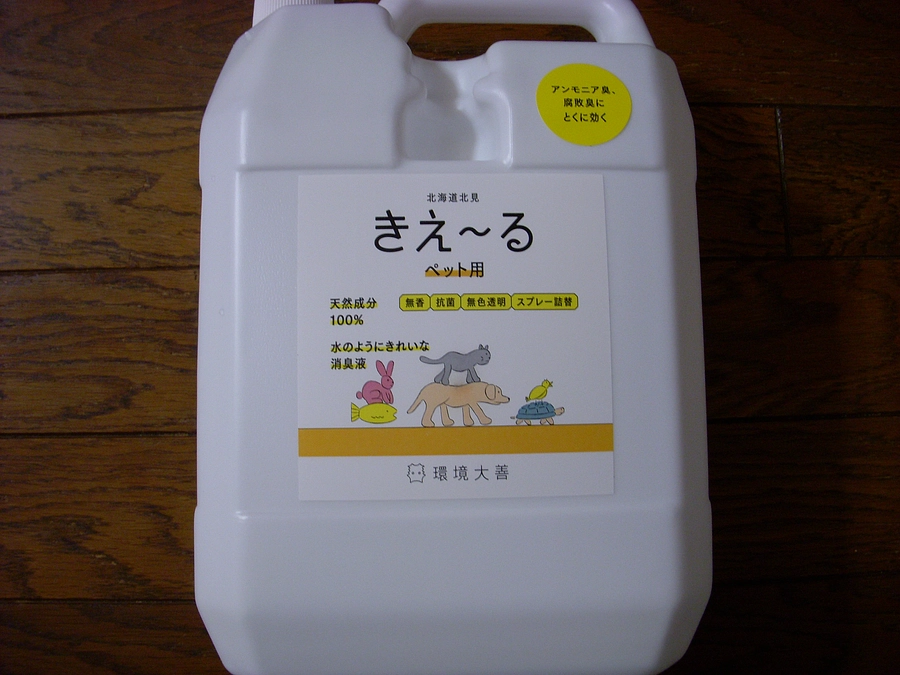 アンモニア臭、
腐敗臭に
とくに効く
北海道北見
きえ〜る
ペット用
天然成分
100%
無香 抗菌 無色透明 スプレー詰替
水のようにきれいな
消臭液
環境大善